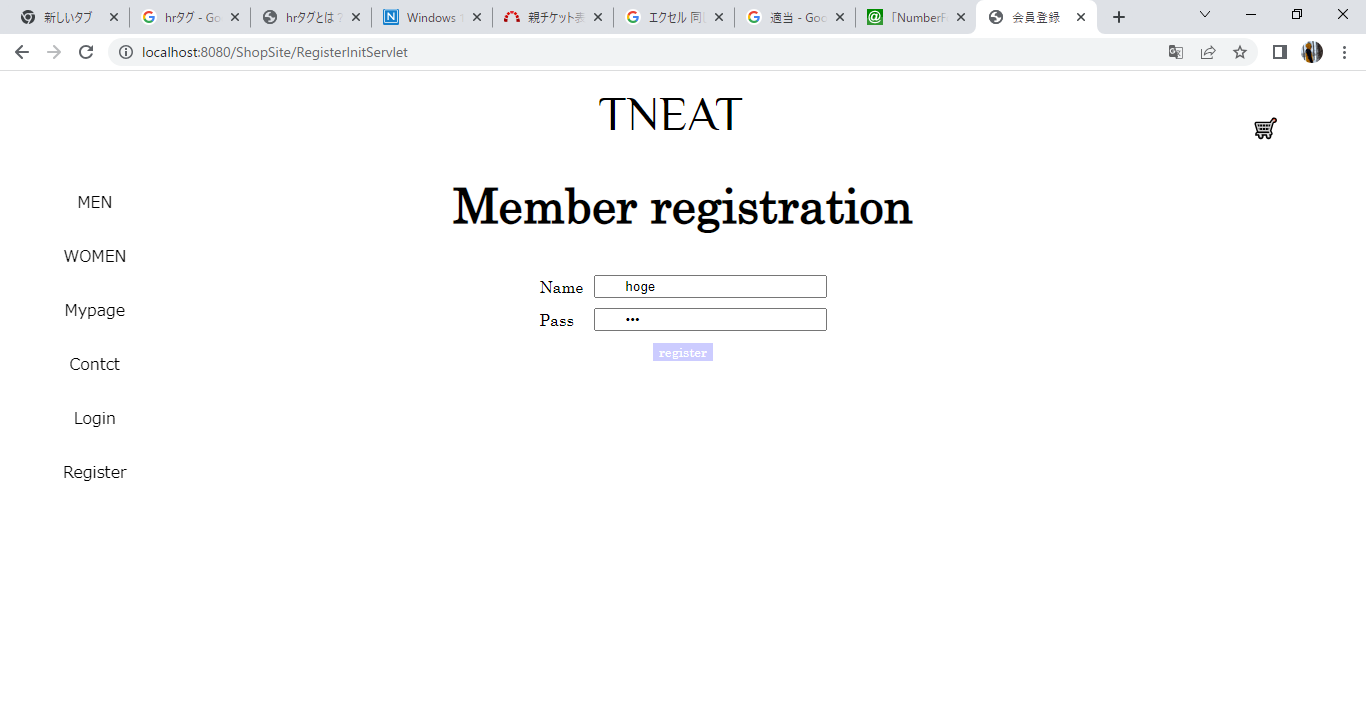 新しいタブ
hrタグ - Go
hrタグとは？
Windows 1
親チケット表
エクセル 同じ
適当 - Goo
「NumberF
会員登録
localhost:8080/ShopSite/RegisterInitServlet
TNEAT
Member registration
MEN
WOMEN
Mypage
Contct
Login
Register
Name hoge
Pass •••
register